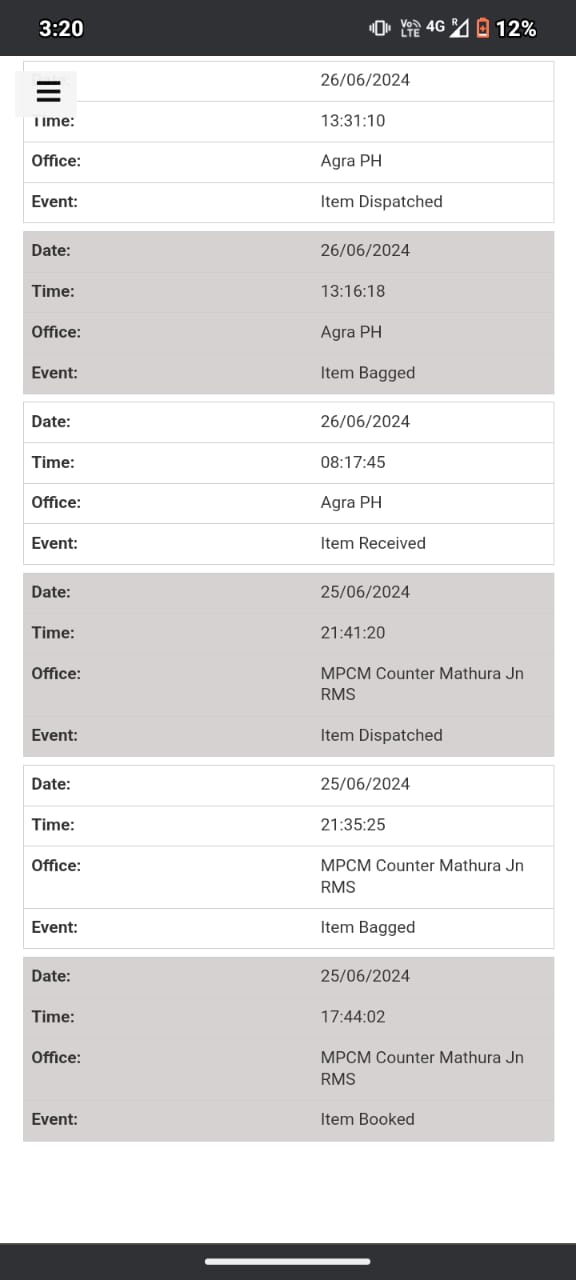 3:20 Vo)) LTE 4G R 12%
26/06/2024
Time: 13:31:10
Office: Agra PH
Event: Item Dispatched
Date: 26/06/2024
Time: 13:16:18
Office: Agra PH
Event: Item Bagged
Date: 26/06/2024
Time: 08:17:45
Office: Agra PH
Event: Item Received
Date: 25/06/2024
Time: 21:41:20
Office: MPCM Counter Mathura Jn
RMS
Event: Item Dispatched
Date: 25/06/2024
Time: 21:35:25
Office: MPCM Counter Mathura Jn
RMS
Event: Item Bagged
Date: 25/06/2024
Time: 17:44:02
Office: MPCM Counter Mathura Jn
RMS
Event: Item Booked